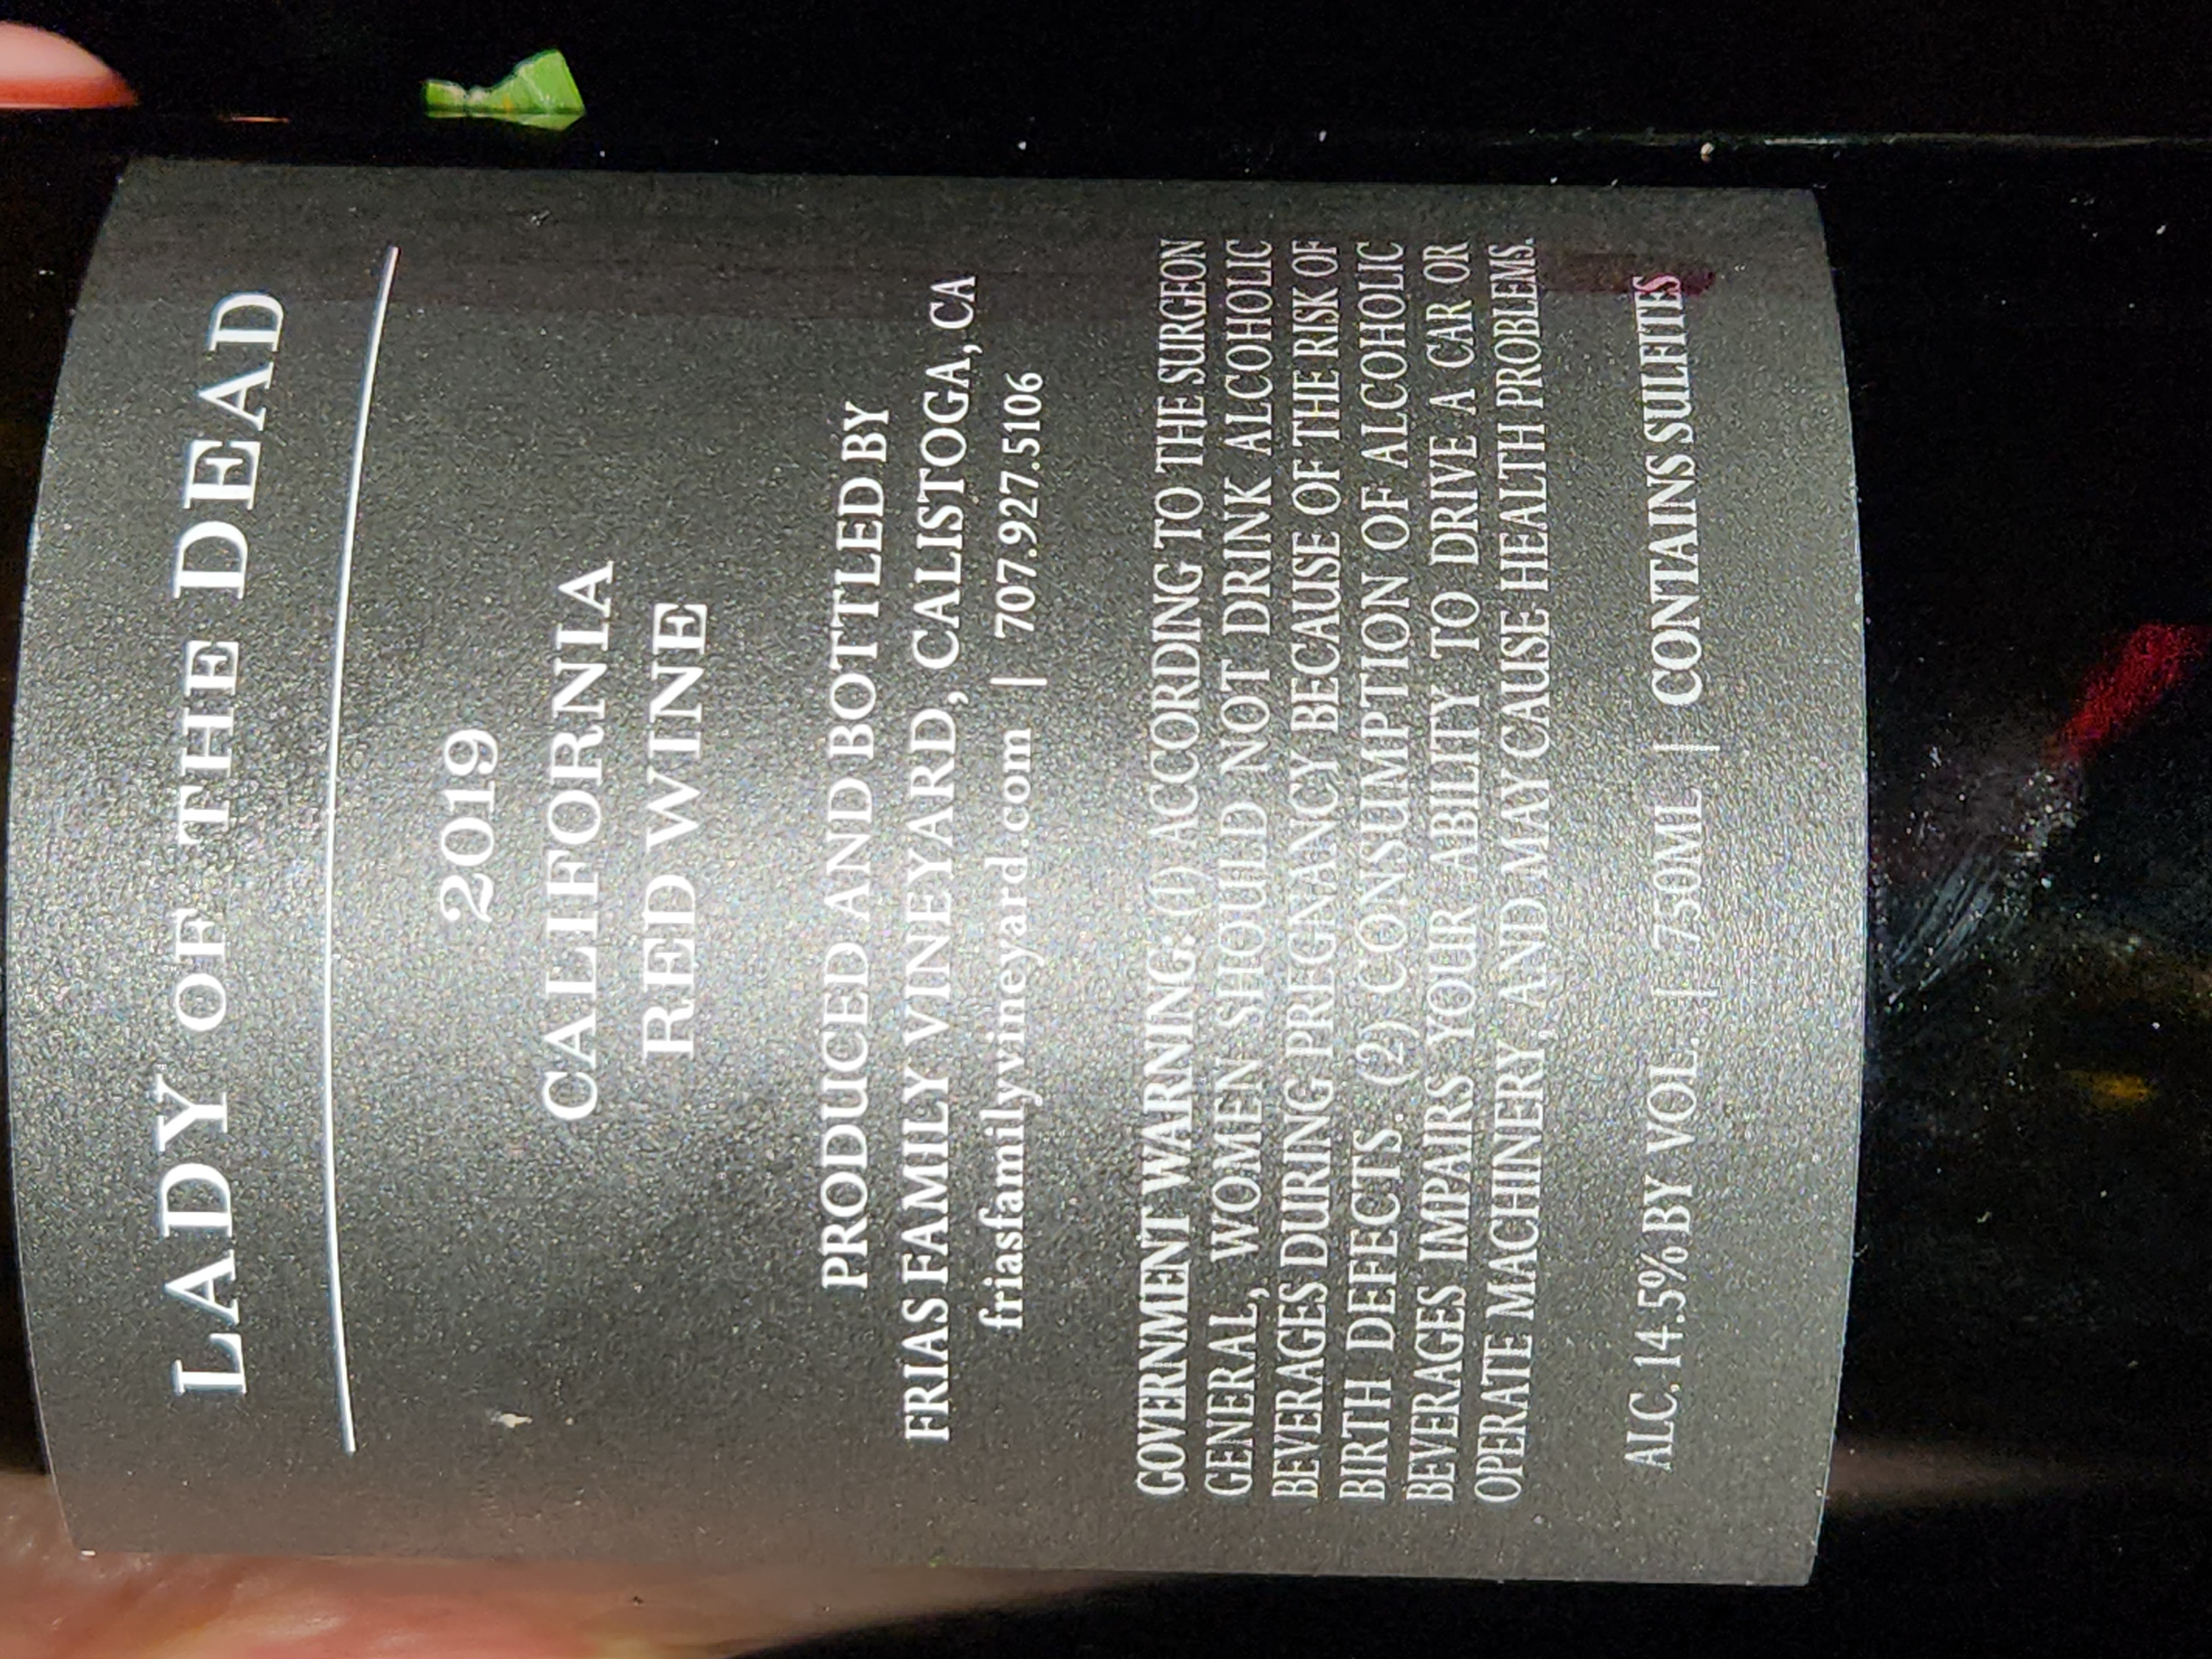 LADY OF THE DEAD
2019
CALIFORNIA
RED WINE
PRODUCED AND BOTTLED BY
FRIAS FAMILY VINEYARD, CALISTOGA, CA
friasfamilyvineyard.com | 707.927.5106
GOVERNMENT WARNING: (1) ACCORDING TO THE SURGEON
GENERAL, WOMEN SHOULD NOT DRINK ALCOHOLIC
BEVERAGES DURING PREGNANCY BECAUSE OF THE RISK OF
BIRTH DEFECTS. (2) CONSUMPTION OF ALCOHOLIC
BEVERAGES IMPAIRS YOUR ABILITY TO DRIVE A CAR OR
OPERATE MACHINERY, AND MAY CAUSE HEALTH PROBLEMS.
ALC. 14.5% BY VOL. | 750ML | CONTAINS SULFITES